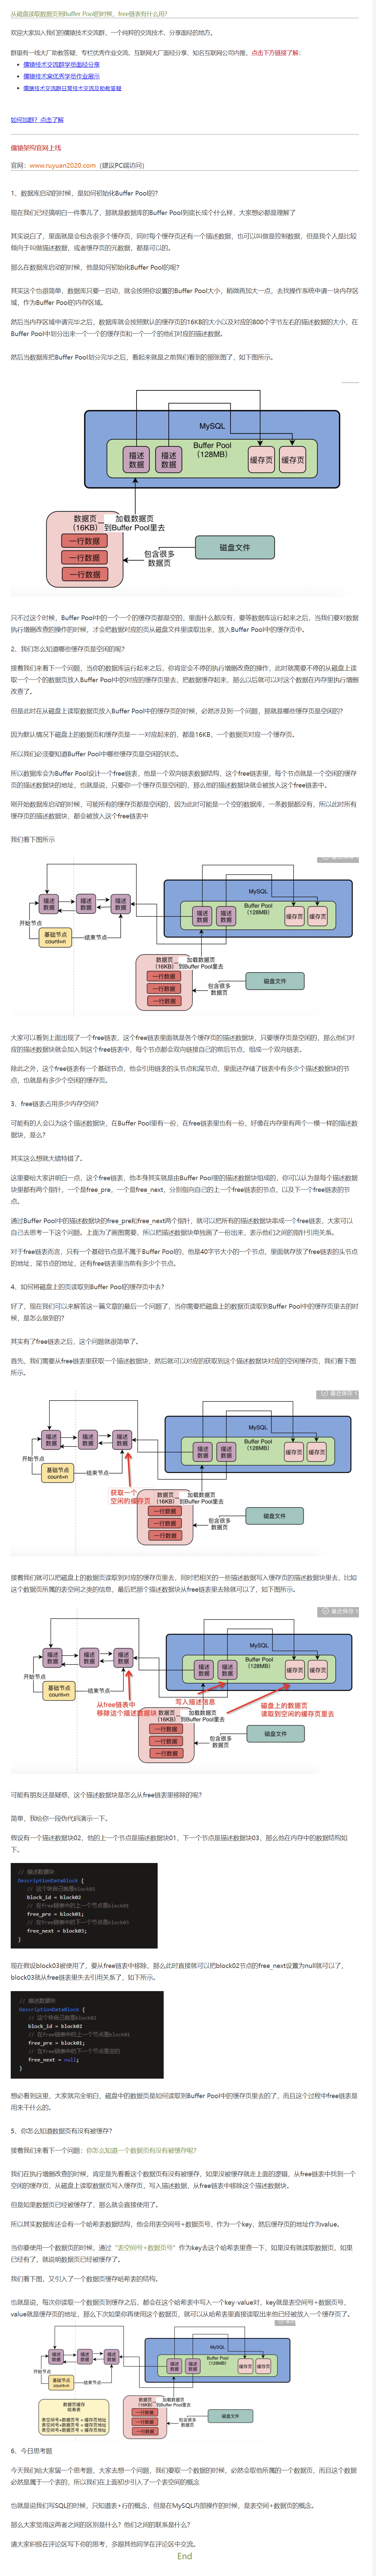 从磁盘读取数据页到Buffer Pool的时候，free链表有什么用？
欢迎大家加入我们的儒猿技术交流群，一个纯粹的交流技术、分享面经的地方。
群里有一线大厂助教答疑，专栏优秀作业交流、互联网大厂面经分享、知名互联网公司内推，点击下方链接了解：
儒猿技术交流群学员面经分享
儒猿技术窝优秀学员作业展示
儒猿技术交流群日常技术交流及助教答疑
如何加群？点击了解
儒猿架构官网上线
官网：www.ruyuan2020.com（建议PC端访问）
1、数据库启动的时候，是如何初始化Buffer Pool的？
现在我们已经搞明白一件事儿了，那就是数据库的Buffer Pool到底长成个什么样，大家想必都是理解了
其实说白了，里面就是会包含很多个缓存页，同时每个缓存页还有一个描述数据，也可以叫做是控制数据，但是我个人是比较
倾向于叫做描述数据，或者缓存页的元数据，都是可以的。
那么在数据库启动的时候，他是如何初始化Buffer Pool的呢？
其实这个也很简单，数据库只要一启动，就会按照你设置的Buffer Pool大小，稍微再加大一点，去找操作系统申请一块内存区
域，作为Buffer Pool的内存区域。
然后当内存区域申请完毕之后，数据库就会按照默认的缓存页的16KB的大小以及对应的800个字节左右的描述数据的大小，在
Buffer Pool中划分出来一个一个的缓存页和一个一个的他们对应的描述数据。
然后当数据库把Buffer Pool划分完毕之后，看起来就是之前我们看到的那张图了，如下图所示。
MySQL
Buffer Pool
（128MB）
描述
数据
描述
数据
缓存页
缓存页
数据页
（16KB）
加载数据页
到Buffer Pool里去
一行数据
一行数据
一行数据
包含很多
数据页
磁盘文件
只不过这个时候，Buffer Pool中的一个一个的缓存页都是空的，里面什么都没有，要等数据库运行起来之后，当我们要对数据
执行增删改查的操作的时候，才会把数据对应的页从磁盘文件里读取出来，放入Buffer Pool中的缓存页中。
2、我们怎么知道哪些缓存页是空闲的呢？
接着我们来看下一个问题，当你的数据库运行起来之后，你肯定会不停的执行增删改查的操作，此时就需要不停的从磁盘上读
取一个一个的数据页放入Buffer Pool中的对应的缓存页里去，把数据缓存起来，那么以后就可以对这个数据在内存里执行增删
改查了。
但是此时在从磁盘上读取数据页放入Buffer Pool中的缓存页的时候，必然涉及到一个问题，那就是哪些缓存页是空闲的？
因为默认情况下磁盘上的数据页和缓存页是一 一对应起来的，都是16KB，一个数据页对应一个缓存页。
所以我们必须要知道Buffer Pool中哪些缓存页是空闲的状态。
所以数据库会为Buffer Pool设计一个free链表，他是一个双向链表数据结构，这个free链表里，每个节点就是一个空闲的缓存
页的描述数据块的地址，也就是说，只要你一个缓存页是空闲的，那么他的描述数据块就会被放入这个free链表中。
刚开始数据库启动的时候，可能所有的缓存页都是空闲的，因为此时可能是一个空的数据库，一条数据都没有，所以此时所有
缓存页的描述数据块，都会被放入这个free链表中
我们看下图所示
描述
数据
描述
数据
描述
数据
开始节点
基础节点
count=n
结束节点
MySQL
Buffer Pool
（128MB）
描述
数据
描述
数据
缓存页
缓存页
数据页
（16KB）
加载数据页
到Buffer Pool里去
一行数据
一行数据
一行数据
包含很多
数据页
磁盘文件
大家可以看到上面出现了一个free链表，这个free链表里面就是各个缓存页的描述数据块，只要缓存页是空闲的，那么他们对
应的描述数据块就会加入到这个free链表中，每个节点都会双向链接自己的前后节点，组成一个双向链表。
除此之外，这个free链表有一个基础节点，他会引用链表的头节点和尾节点，里面还存储了链表中有多少个描述数据块的节
点，也就是有多少个空闲的缓存页。
3、free链表占用多少内存空间？
可能有的人会以为这个描述数据块，在Buffer Pool里有一份，在free链表里也有一份，好像在内存里有两个一模一样的描述数
据块，是么？
其实这么想就大错特错了。
这里要给大家讲明白一点，这个free链表，他本身其实就是由Buffer Pool里的描述数据块组成的，你可以认为是每个描述数据块
里都有两个指针，一个是free_pre，一个是free_next，分别指向自己的上一个free链表的节点，以及下一个free链表的节
点。
通过Buffer Pool中的描述数据块的free_pre和free_next两个指针，就可以把所有的描述数据块串成一个free链表，大家可以
自己去思考一下这个问题。上面为了画图需要，所以把描述数据块单独画了一份出来，表示他们之间的指针引用关系。
对于free链表而言，只有一个基础节点是不属于Buffer Pool的，他是40字节大小的一个节点，里面就存放了free链表的头节点
的地址，尾节点的地址，还有free链表里当前有多少个节点。
4、如何将磁盘上的页读取到Buffer Pool的缓存页中去？
好了，现在我们可以来解答这一篇文章的最后一个问题了，当你需要把磁盘上的数据页读取到Buffer Pool中的缓存页里去的时
候，是怎么做到的？
其实有了free链表之后，这个问题就很简单了。
首先，我们需要从free链表里获取一个描述数据块，然后就可以对应的获取到这个描述数据块对应的空闲缓存页，我们看下图
所示。
最近保存 1
描述
数据
描述
数据
描述
数据
开始节点
基础节点
count=n
结束节点
获取一个
空闲的缓存页
MySQL
Buffer Pool
（128MB）
描述
数据
描述
数据
缓存页
缓存页
数据页
（16KB）
加载数据页
到Buffer Pool里去
一行数据
一行数据
一行数据
包含很多
数据页
磁盘文件
接着我们就可以把磁盘上的数据页读取到对应的缓存页里去，同时把相关的一些描述数据写入缓存页的描述数据块里去，比如
这个数据页所属的表空间之类的信息，最后把那个描述数据块从free链表里去除就可以了，如下图所示。
最近保存 1
描述
数据
描述
数据
描述
数据
开始节点
基础节点
count=n
结束节点
从free链表中
移除这个描述数据块
写入描述信息
磁盘上的数据页
读取到空闲的缓存页里去
MySQL
Buffer Pool
（128MB）
描述
数据
描述
数据
缓存页
缓存页
数据页
（16KB）
加载数据页
到Buffer Pool里去
一行数据
一行数据
一行数据
包含很多
数据页
磁盘文件
可能有朋友还是疑惑，这个描述数据块是怎么从free链表里移除的呢？
简单，我给你一段伪代码演示一下。
假设有一个描述数据块02，他的上一个节点是描述数据块01，下一个节点是描述数据块03，那么他在内存中的数据结构如
下。
// 描述数据块
DescriptionDataBlock {
// 这个块自己就是block02
block_id = block02
// 在free链表中的上一个节点是block01
free_pre = block01;
// 在free链表中的下一个节点是block03
free_next = block03;
}
现在假设block03被使用了，要从free链表中移除，那么此时直接就可以把block02节点的free_next设置为null就可以了，
block03就从free链表里失去引用关系了，如下所示。
// 描述数据块
DescriptionDataBlock {
// 这个块自己就是block02
block_id = block02
// 在free链表中的上一个节点是block01
free_pre = block01;
// 在free链表中的下一个节点是空的
free_next = null;
}
想必看到这里，大家就完全明白，磁盘中的数据页是如何读取到Buffer Pool中的缓存页里去的了，而且这个过程中free链表是
用来干什么的。
5、你怎么知道数据页有没有被缓存？
接着我们来看下一个问题：你怎么知道一个数据页有没有被缓存呢？
我们在执行增删改查的时候，肯定是先看看这个数据页有没有被缓存，如果没被缓存就走上面的逻辑，从free链表中找到一个
空闲的缓存页，从磁盘上读取数据页写入缓存页，写入描述数据，从free链表中移除这个描述数据块。
但是如果数据页已经被缓存了，那么就会直接使用了。
所以其实数据库还会有一个哈希表数据结构，他会用表空间号+数据页号，作为一个key，然后缓存页的地址作为value。
当你要使用一个数据页的时候，通过“表空间号+数据页号”作为key去这个哈希表里查一下，如果没有就读取数据页，如果
已经有了，就说明数据页已经被缓存了。
我们看下图，又引入了一个数据页缓存哈希表的结构。
也就是说，每次你读取一个数据页到缓存之后，都会在这个哈希表中写入一个key-value对，key就是表空间号+数据页号，
value就是缓存页的地址，那么下次如果你再使用这个数据页，就可以从哈希表里直接读取出来他已经被放入一个缓存页了。
描述
数据
描述
数据
描述
数据
开始节点
基础节点
count=n
结束节点
数据页缓存
哈希表
表空间号+数据页号 = 缓存页地址
表空间号+数据页号 = 缓存页地址
表空间号+数据页号 = 缓存页地址
MySQL
Buffer Pool
（128MB）
描述
数据
描述
数据
缓存页
缓存页
数据页
（16KB）
加载数据页
到Buffer Pool里去
一行数据
一行数据
一行数据
包含很多
数据页
磁盘文件
6、今日思考题
今天我们给大家留一个思考题，大家去想一个问题，我们要取一个数据的时候，必然会取他所属的一个数据页，而且这个数据
必然是属于一个表的，所以我们在上面初步引入了一个表空间的概念
也就是说我们写SQL的时候，只知道表+行的概念，但是在MySQL内部操作的时候，是表空间+数据页的概念。
那么大家觉得这两者之间的区别是什么？他们之间的联系是什么？
请大家积极在评论区写下你的思考，多跟其他同学在评论区中交流。
End